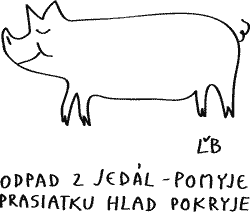 ĽB
ODPAD Z JEDÁL - POMYJE
PRASIATKU HLAD POKRYJE